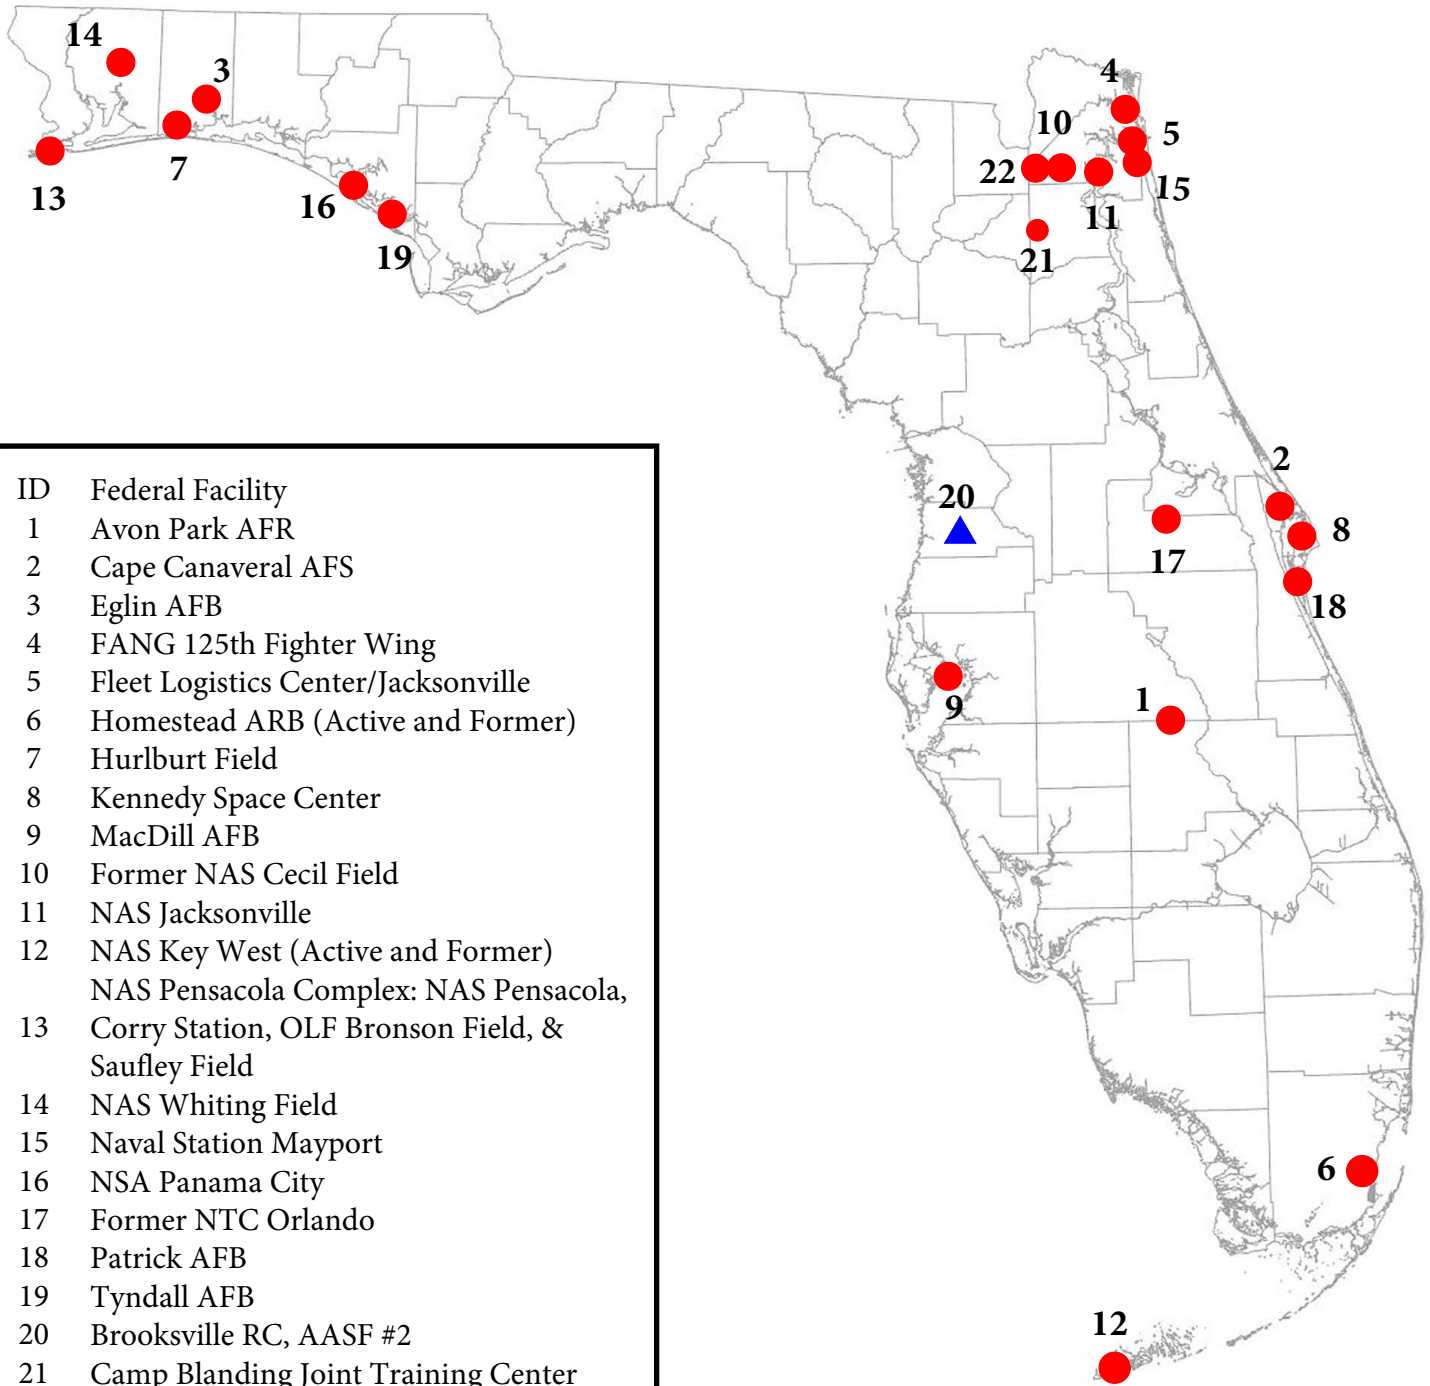 14
3
7
13
16
19
4
10
5
22
15
11
21
2
20
8
17
18
9
1
6
12
ID Federal Facility
1 Avon Park AFR
2 Cape Canaveral AFS
3 Eglin AFB
4 FANG 125th Fighter Wing
5 Fleet Logistics Center/Jacksonville
6 Homestead ARB (Active and Former)
7 Hurlburt Field
8 Kennedy Space Center
9 MacDill AFB
10 Former NAS Cecil Field
11 NAS Jacksonville
12 NAS Key West (Active and Former)
NAS Pensacola Complex: NAS Pensacola,
13 Corry Station, OLF Bronson Field, &
Saufley Field
14 NAS Whiting Field
15 Naval Station Mayport
16 NSA Panama City
17 Former NTC Orlando
18 Patrick AFB
19 Tyndall AFB
20 Brooksville RC, AASF #2
21 Camp Blanding Joint Training Center